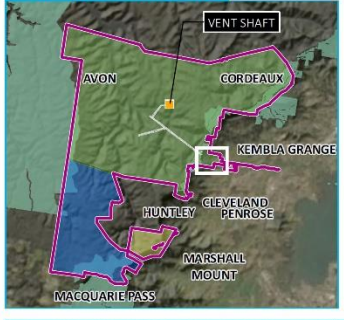 VENT SHAFT
AVON
CORDEAUX
KEMBLA GRANGE
CLEVELAND
HUNTLEY
PENROSE
MARSHALL
MOUNT
MACQUARIE PASS